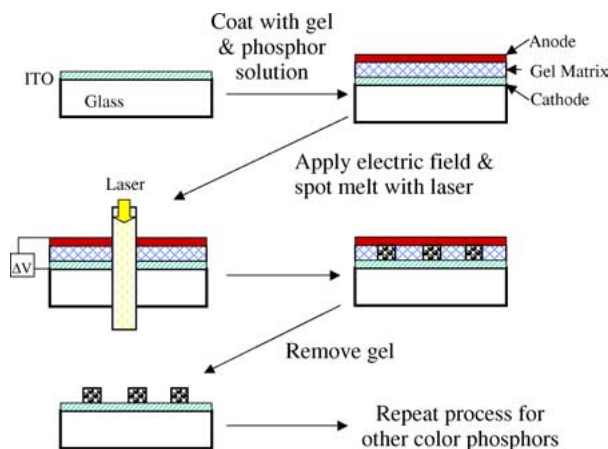 Coat with gel
& phosphor
solution
ITO
Glass
Anode
Gel Matrix
Cathode
Apply electric field &
spot melt with laser
Laser
ΔV
Remove gel
Repeat process for
other color phosphors